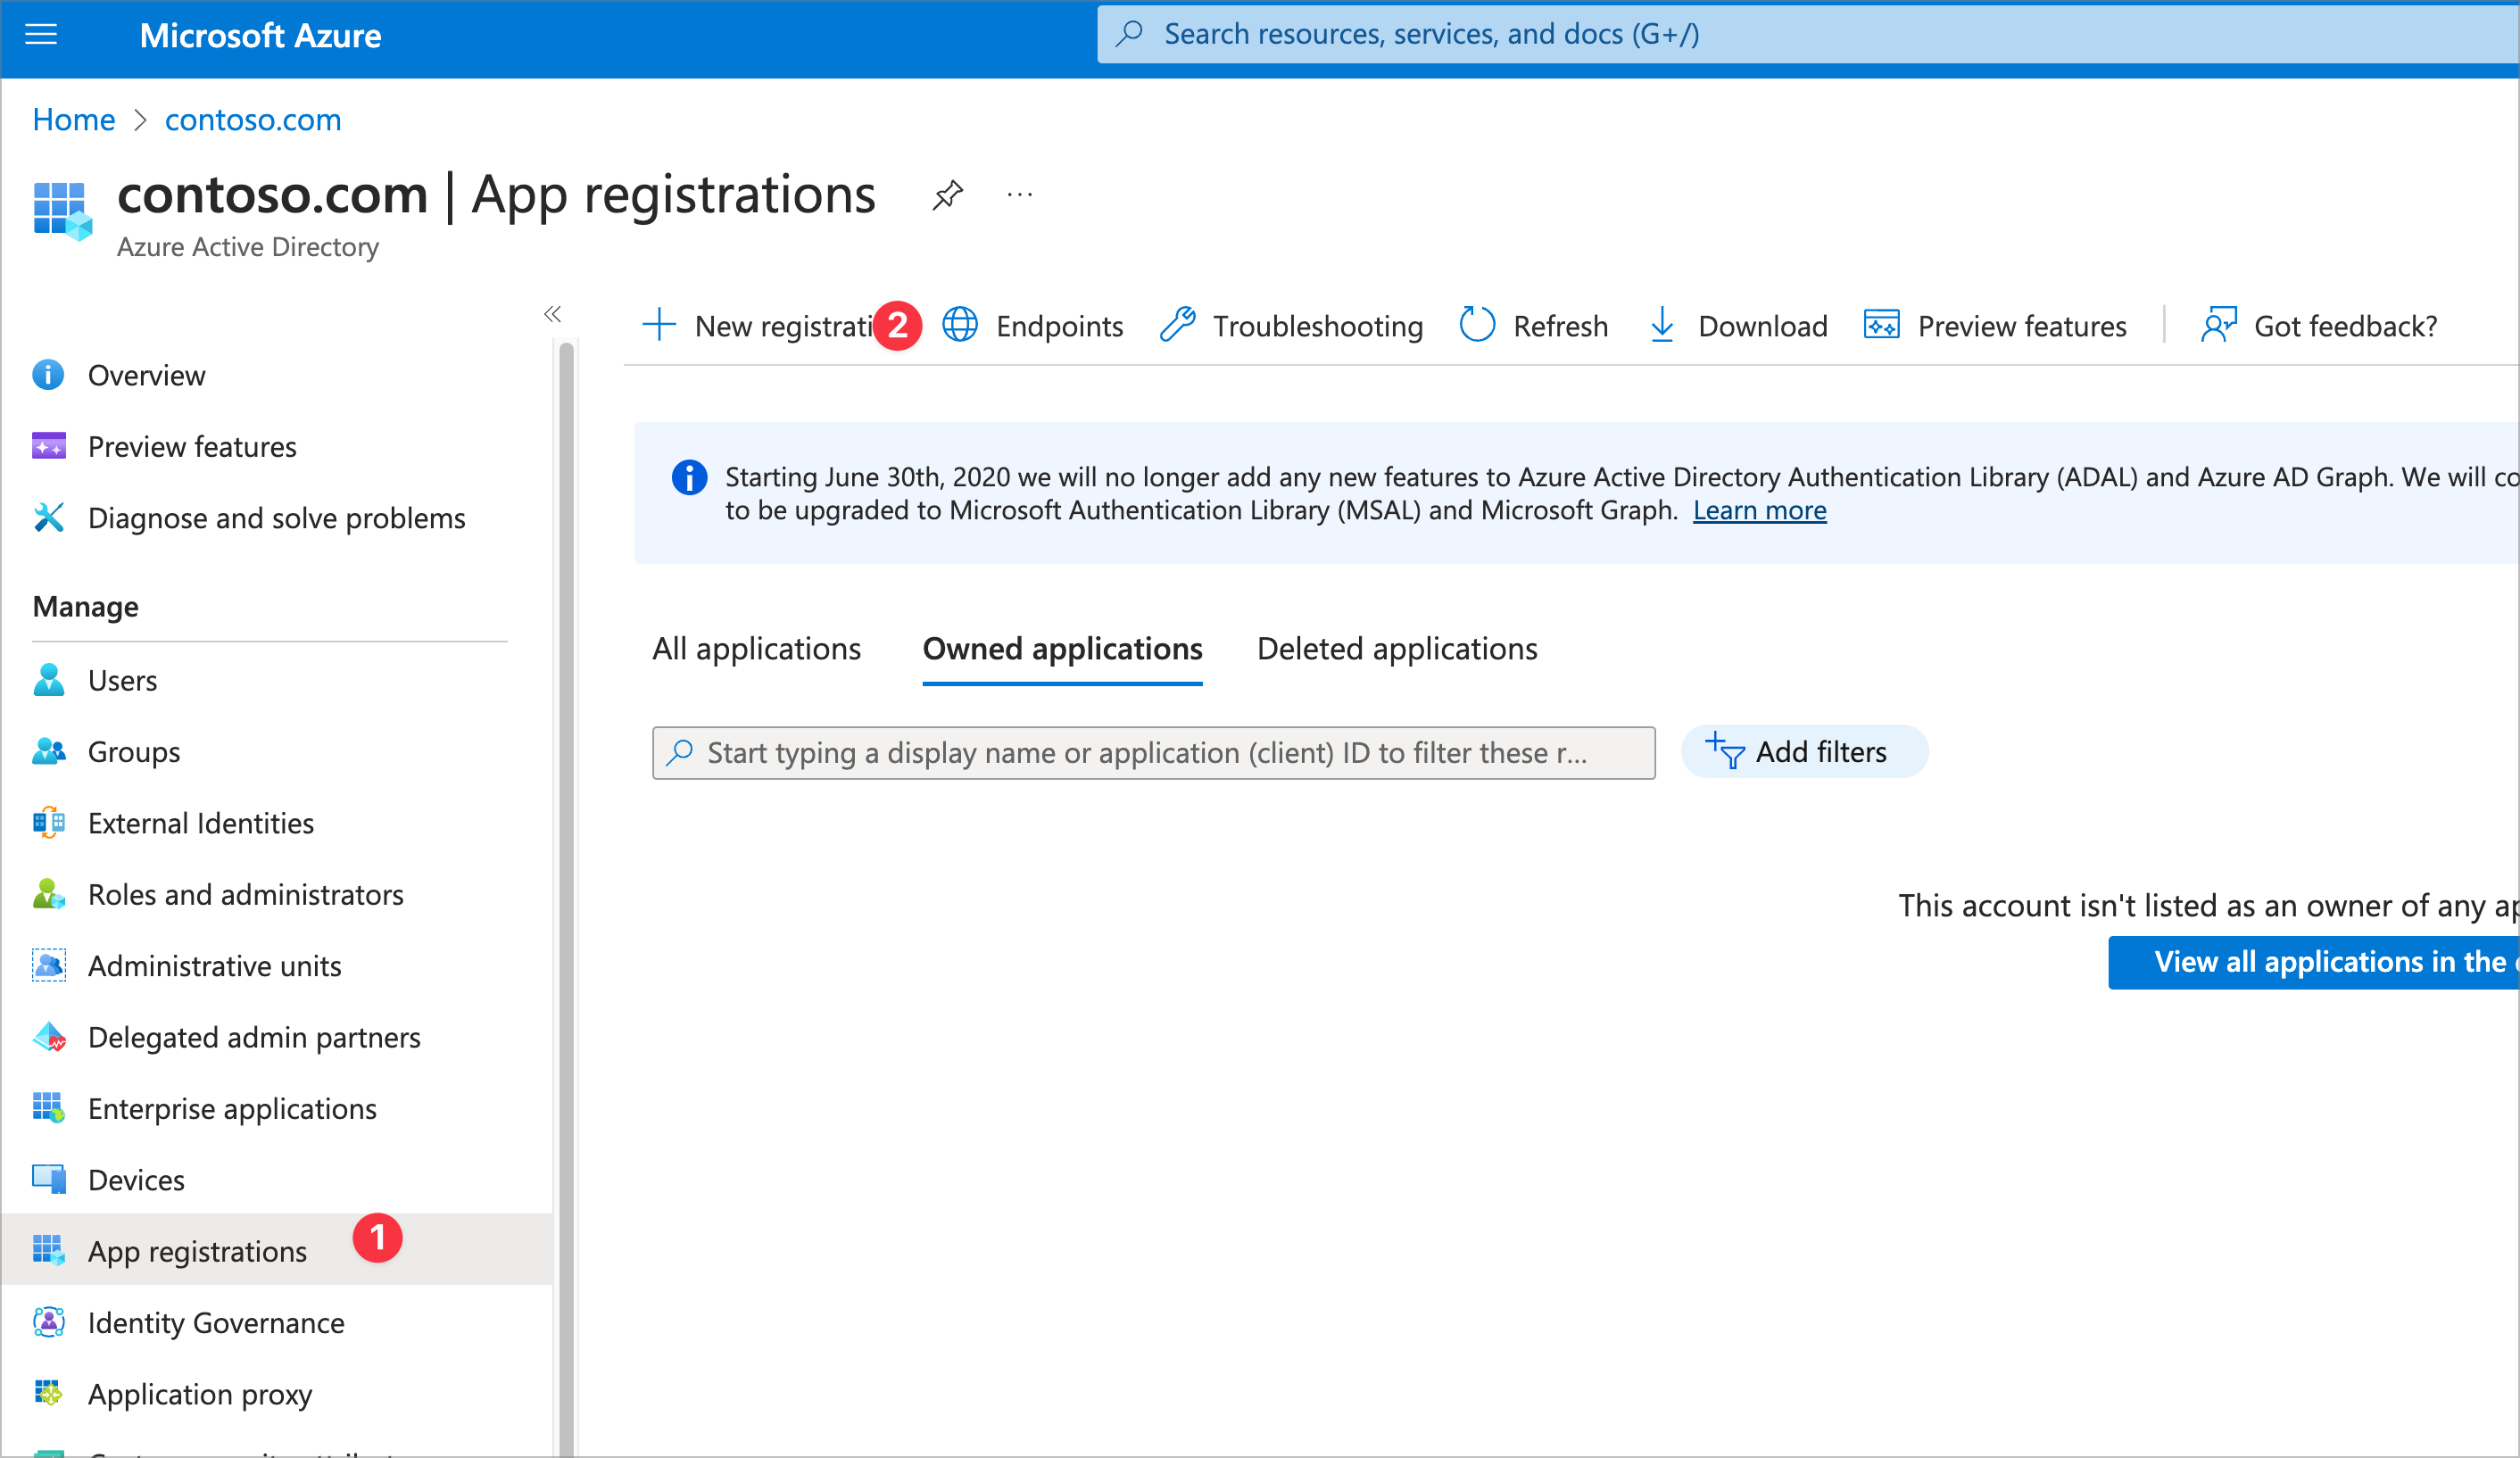 Microsoft Azure
Search resources, services, and docs (G+/)
Home > contoso.com
contoso.com | App registrations
Azure Active Directory
New registrati
2
Endpoints
Troubleshooting
Refresh
Download
Preview features
Got feedback?
Overview
Preview features
Diagnose and solve problems
Manage
Users
Groups
External Identities
Roles and administrators
Administrative units
Delegated admin partners
Enterprise applications
Devices
App registrations
1
Identity Governance
Application proxy
Starting June 30th, 2020 we will no longer add any new features to Azure Active Directory Authentication Library (ADAL) and Azure AD Graph. We will co
to be upgraded to Microsoft Authentication Library (MSAL) and Microsoft Graph. Learn more
All applications
Owned applications
Deleted applications
Start typing a display name or application (client) ID to filter these r...
Add filters
This account isn't listed as an owner of any ap
View all applications in the